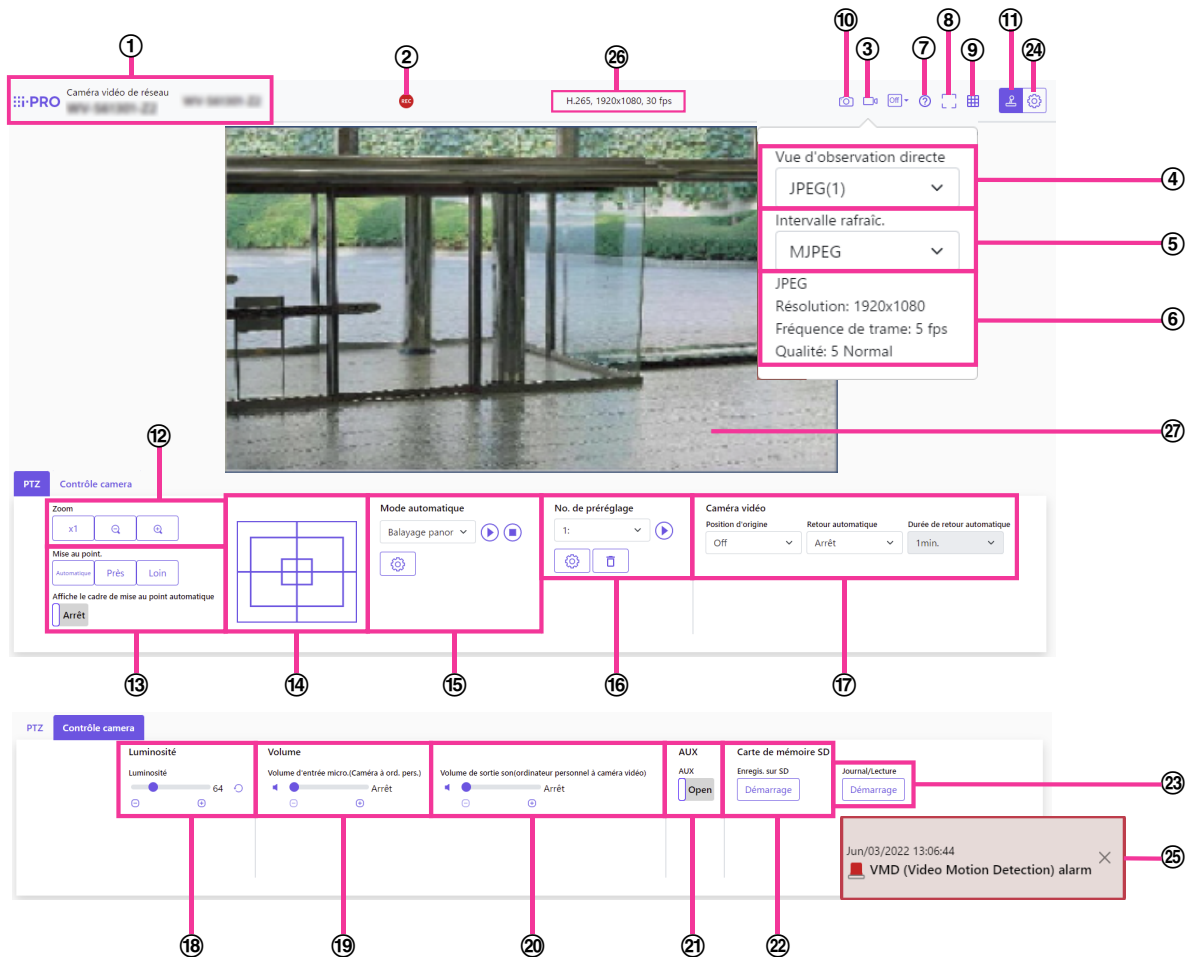 ⑩ ⑧ ⑪
① ② ㉖ ③ ⑦ ⑨ ㉔
i-PRO Caméra vidéo de réseau
REC
H.265, 1920x1080, 30 fps
Off
Vue d'observation directe
JPEG(1)
④
Intervalle rafraîc.
MJPEG
⑤
JPEG
Résolution: 1920x1080
Fréquence de trame: 5 fps
Qualité: 5 Normal
⑥
㉗
⑫
PTZ Contrôle camera
Zoom
x1
Mise au point.
Automatique Près Loin
Affiche le cadre de mise au point automatique
Arrêt
Mode automatique
Balayage panor
No. de préréglage
1:
Caméra vidéo
Position d'origine Retour automatique Durée de retour automatique
Off Arrêt 1min.
⑬ ⑭ ⑮ ⑯ ⑰
PTZ Contrôle camera
Luminosité
Luminosité
64
Volume
Volume d'entrée micro.(Caméra à ord. pers.)
Arrêt
Volume de sortie son(ordinateur personnel à caméra vidéo)
Arrêt
AUX
AUX
Open
Carte de mémoire SD
Enregis. sur SD
Démarrage
Journal/Lecture
Démarrage
㉓
Jun/03/2022 13:06:44
VMD (Video Motion Detection) alarm
㉕
⑱ ⑲ ⑳ ㉑ ㉒